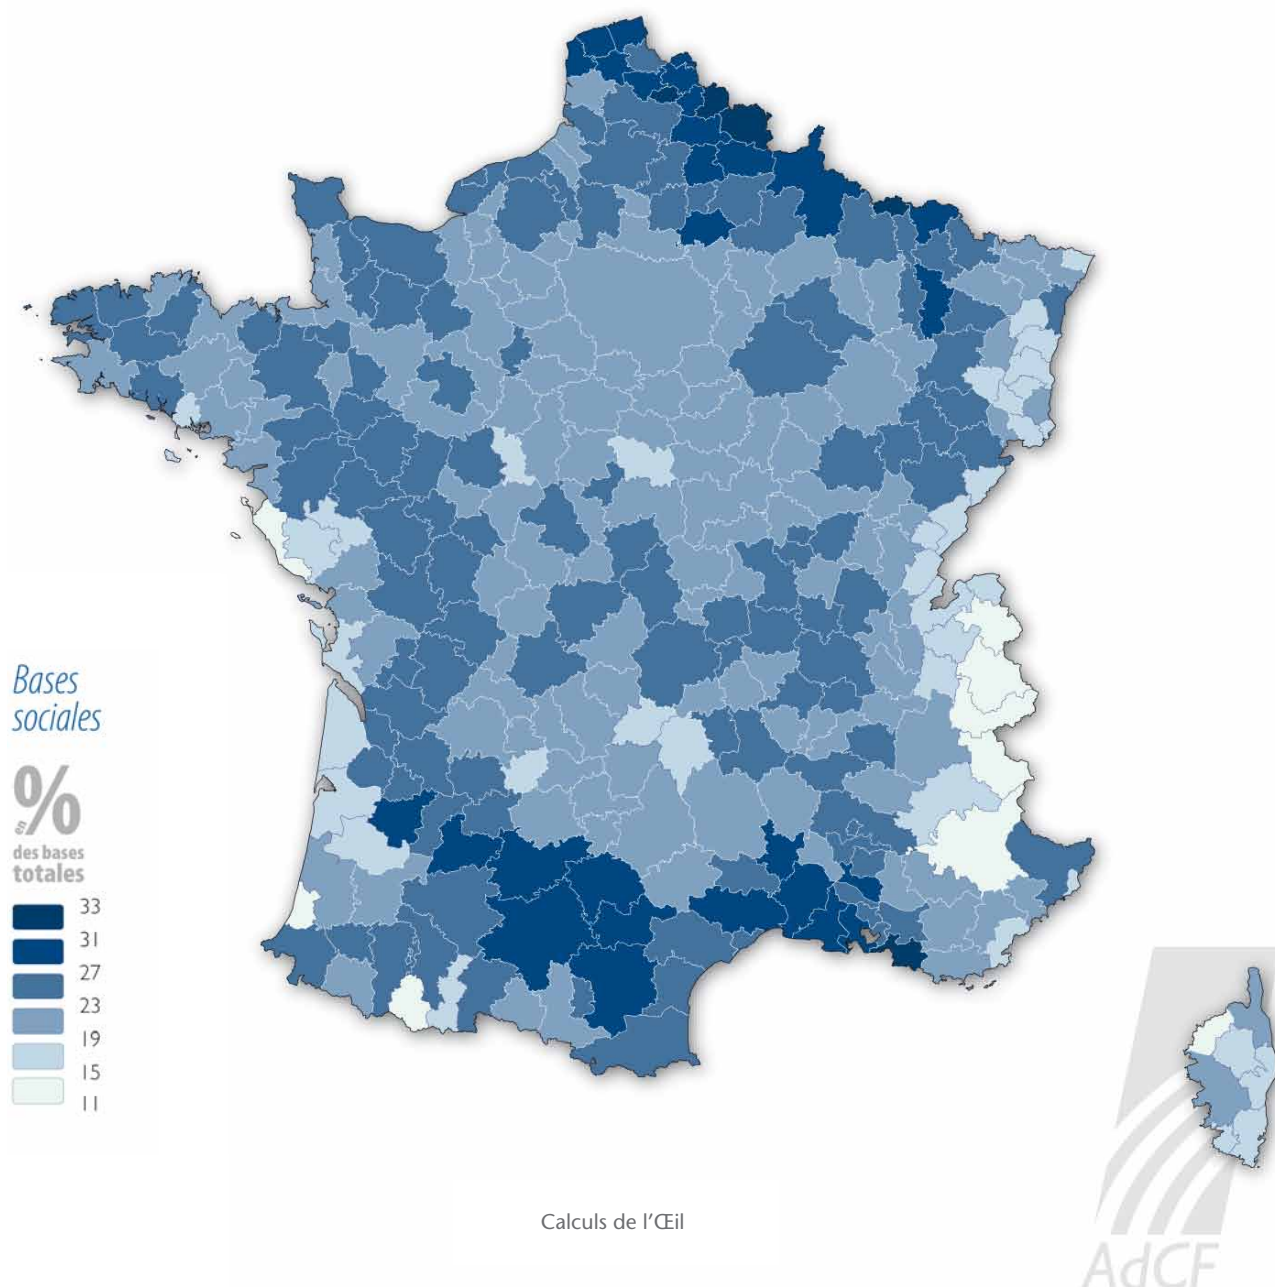 Bases
sociales
%
en
des bases
totales
33
31
27
23
19
15
11
Calculs de l'Œil
AdCF